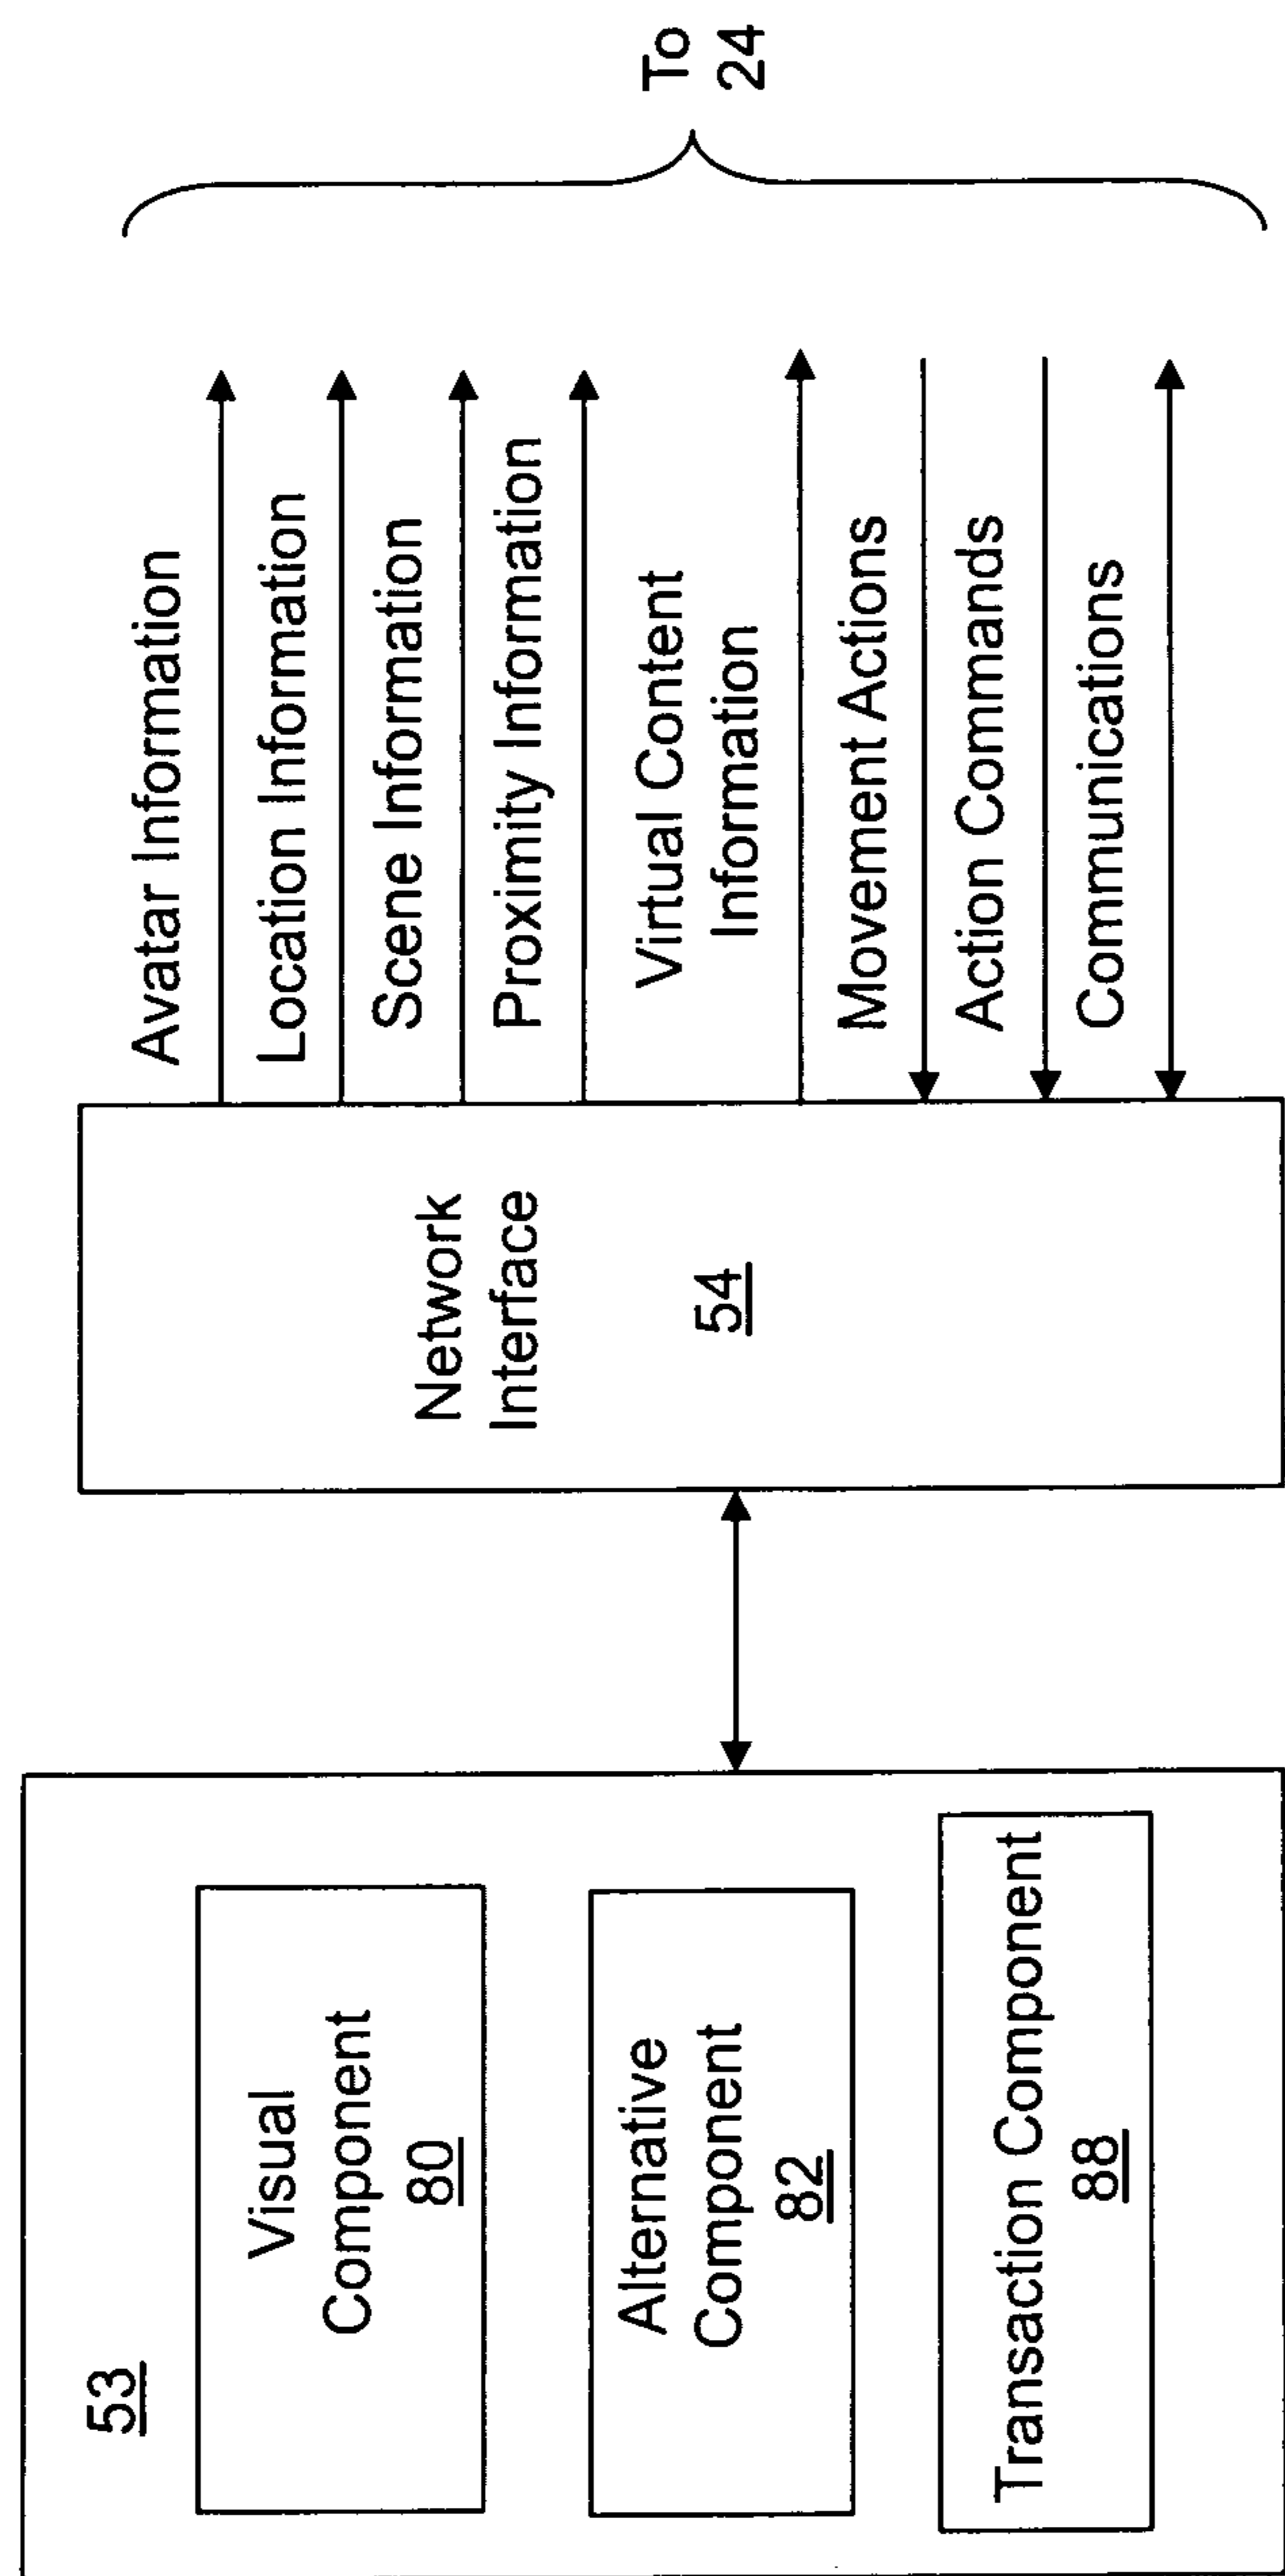 53
Visual
Component
80
Alternative
Component
82
Transaction Component
88
Network
Interface
54
Avatar Information
Location Information
Scene Information
Proximity Information
Virtual Content
Information
Movement Actions
Action Commands
Communications
To
24